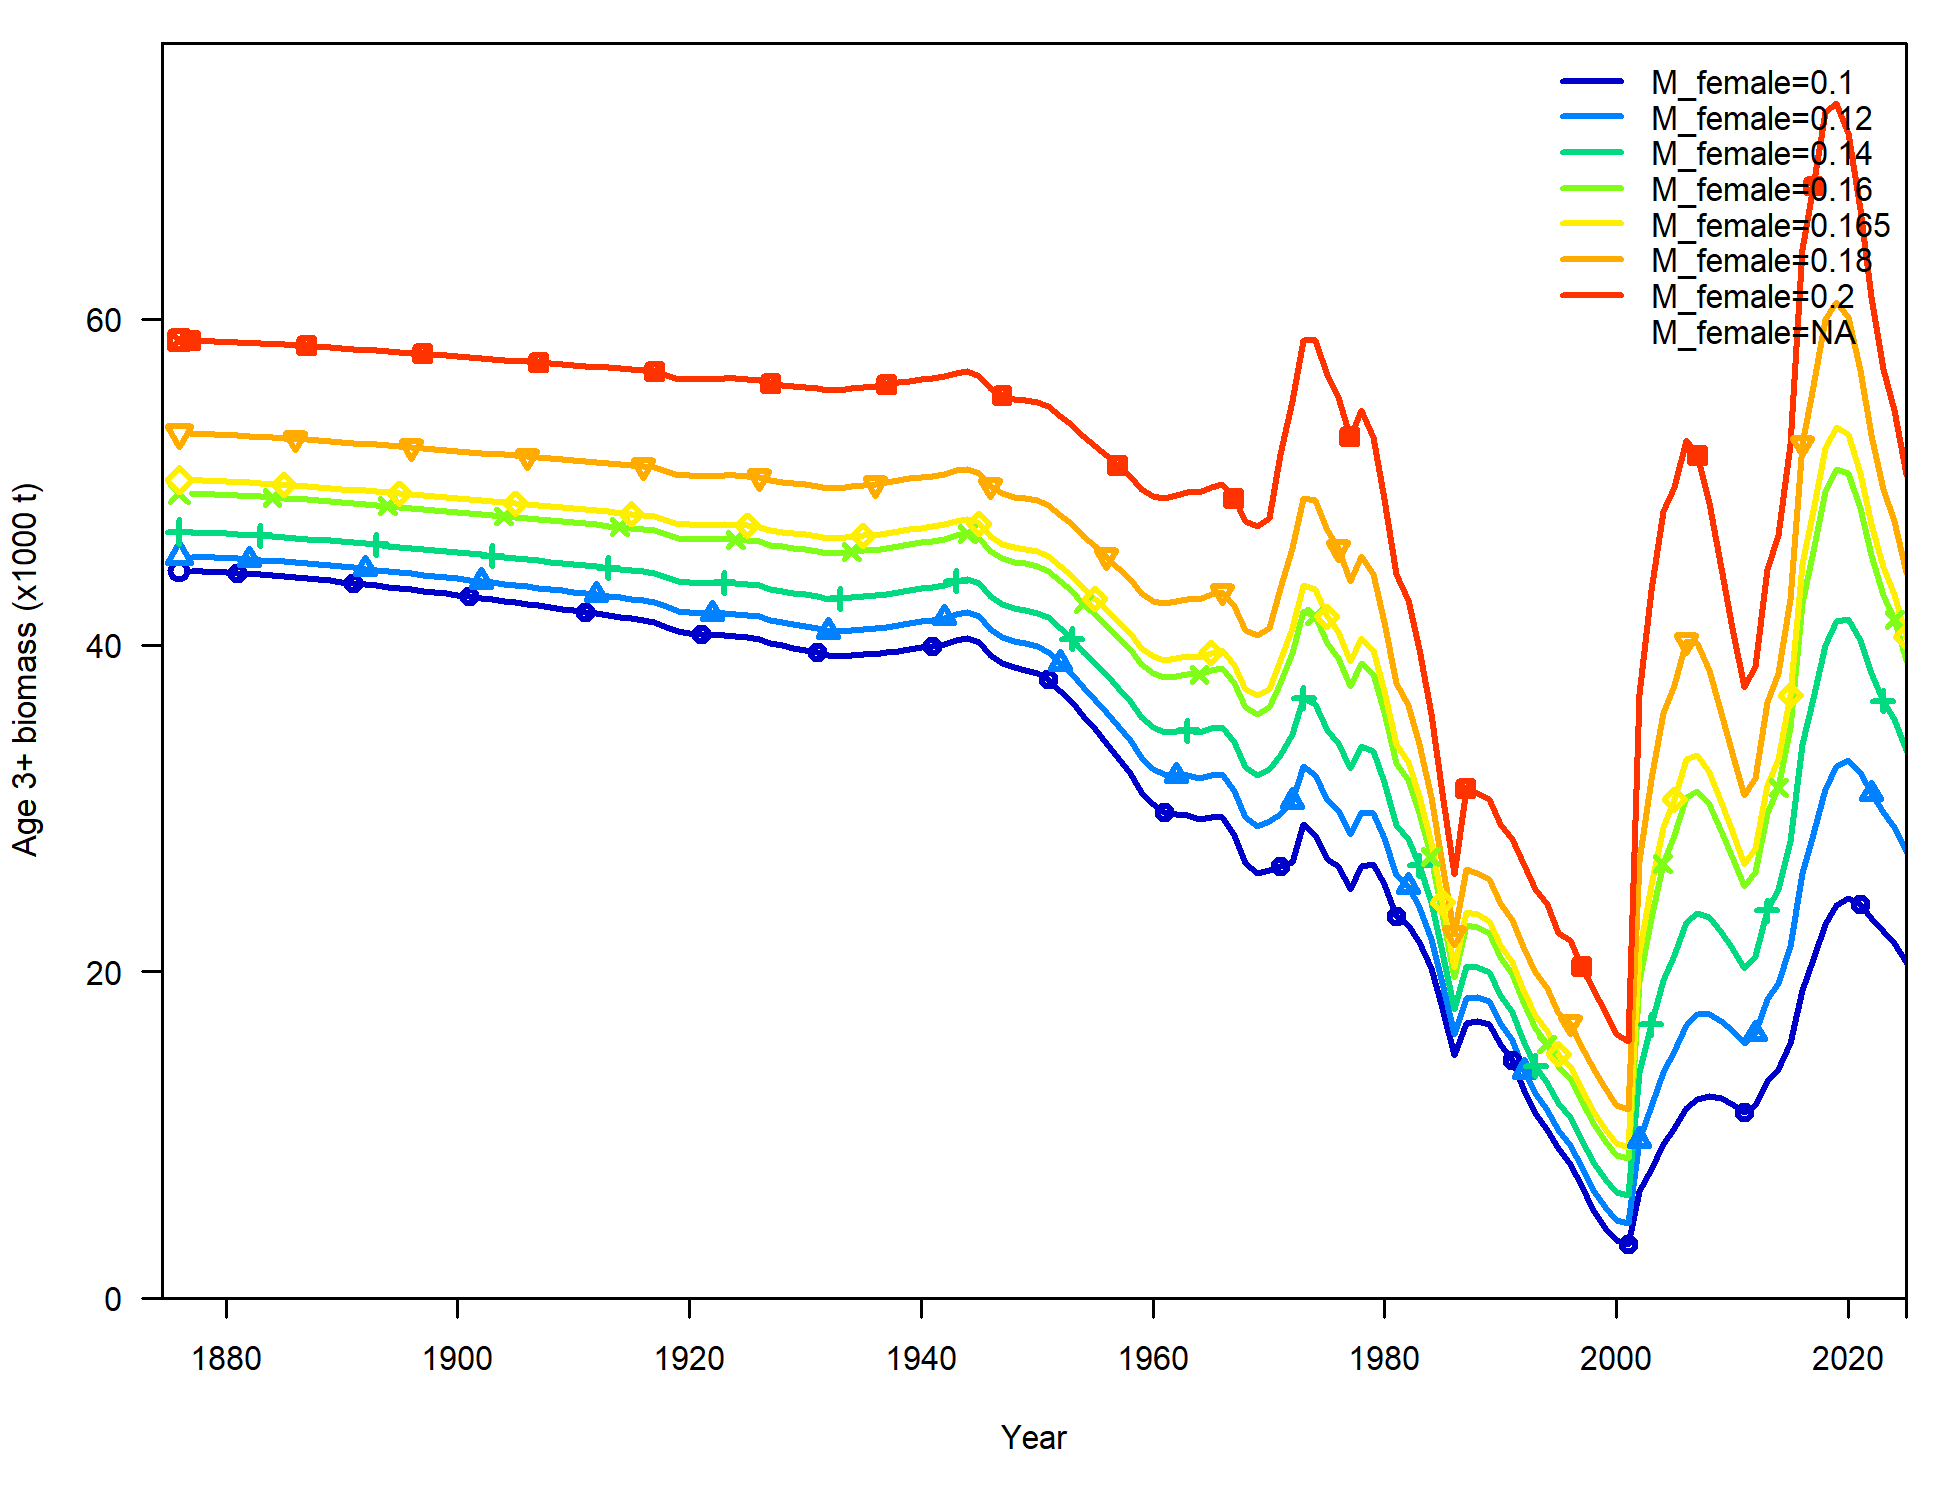 M_female=0.1
M_female=0.12
M_female=0.14
M_female=0.16
M_female=0.165
M_female=0.18
M_female=0.2
M_female=NA
60
40
20
0
Age 3+ biomass (x1000 t)
1880 1900 1920 1940 1960 1980 2000 2020
Year